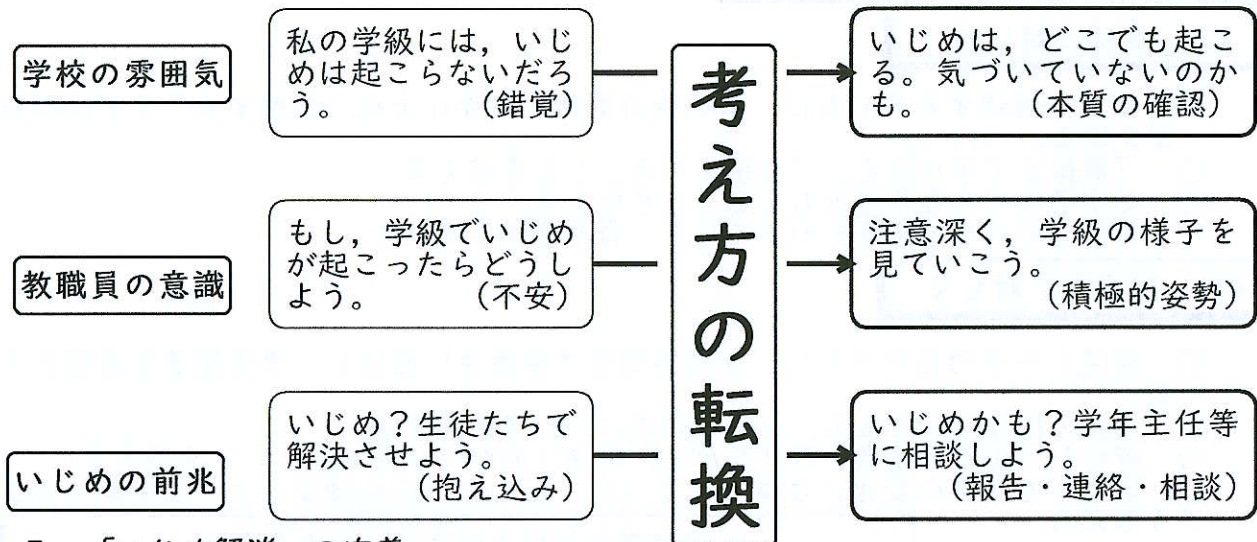 学校の雰囲気
私の学級には，いじ
めは起こらないだろ
う。　（錯覚）
いじめは，どこでも起こ
る。気づいていないのか
も。　（本質の確認）
教職員の意識
もし，学級でいじめ
が起こったらどうし
よう。　（不安）
注意深く，学級の様子を
見ていこう。
（積極的姿勢）
いじめの前兆
いじめ？生徒たちで
解決させよう。
（抱え込み）
いじめかも？学年主任等
に相談しよう。
（報告・連絡・相談）
考え方の転換